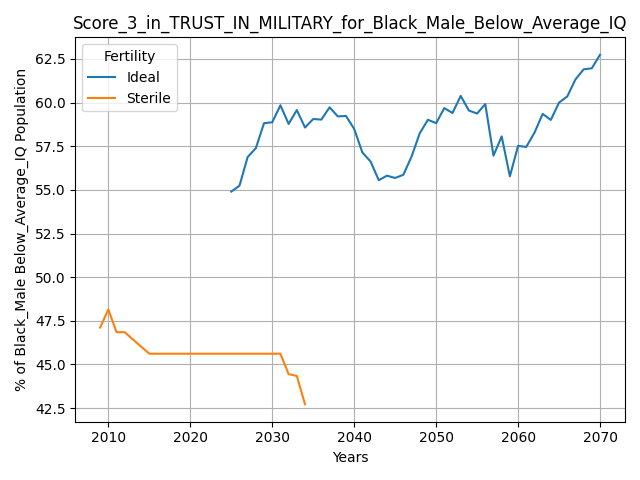 Score_3_in_TRUST_IN_MILITARY_for_Black_Male_Below_Average_IQ
Fertility
Ideal
Sterile
% of Black_Male Below_Average_IQ Population
62.5
60.0
57.5
55.0
52.5
50.0
47.5
45.0
42.5
2010 2020 2030 2040 2050 2060 2070
Years